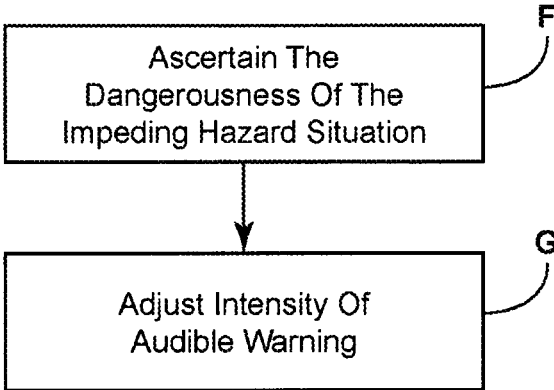 F
Ascertain The
Dangerousness Of The
Impeding Hazard Situation
G
Adjust Intensity Of
Audible Warning